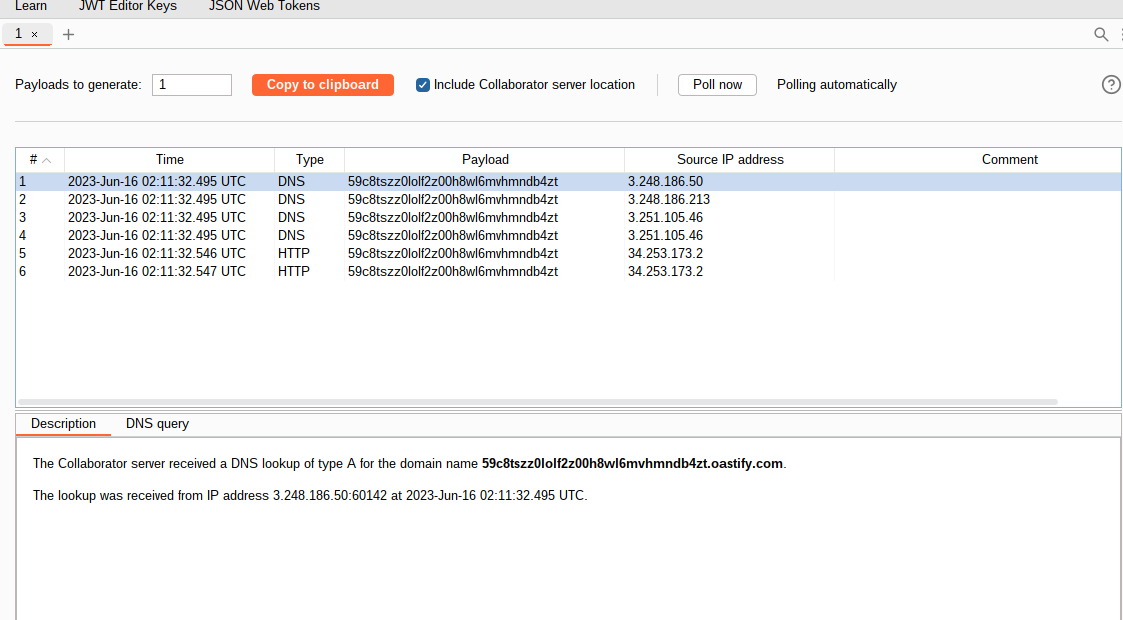 Learn JWT Editor Keys JSON Web Tokens
1 × +
Payloads to generate: 1 Copy to clipboard Include Collaborator server location Poll now Polling automatically ?
# Time Type Payload Source IP address Comment
1 2023-Jun-16 02:11:32.495 UTC DNS 59c8tszz0lolf2z00h8wl6mvhmndb4zt 3.248.186.50
2 2023-Jun-16 02:11:32.495 UTC DNS 59c8tszz0lolf2z00h8wl6mvhmndb4zt 3.248.186.213
3 2023-Jun-16 02:11:32.495 UTC DNS 59c8tszz0lolf2z00h8wl6mvhmndb4zt 3.251.105.46
4 2023-Jun-16 02:11:32.495 UTC DNS 59c8tszz0lolf2z00h8wl6mvhmndb4zt 3.251.105.46
5 2023-Jun-16 02:11:32.546 UTC HTTP 59c8tszz0lolf2z00h8wl6mvhmndb4zt 34.253.173.2
6 2023-Jun-16 02:11:32.547 UTC HTTP 59c8tszz0lolf2z00h8wl6mvhmndb4zt 34.253.173.2
Description DNS query
The Collaborator server received a DNS lookup of type A for the domain name 59c8tszz0lolf2z00h8wl6mvhmndb4zt.oastify.com.
The lookup was received from IP address 3.248.186.50:60142 at 2023-Jun-16 02:11:32.495 UTC.